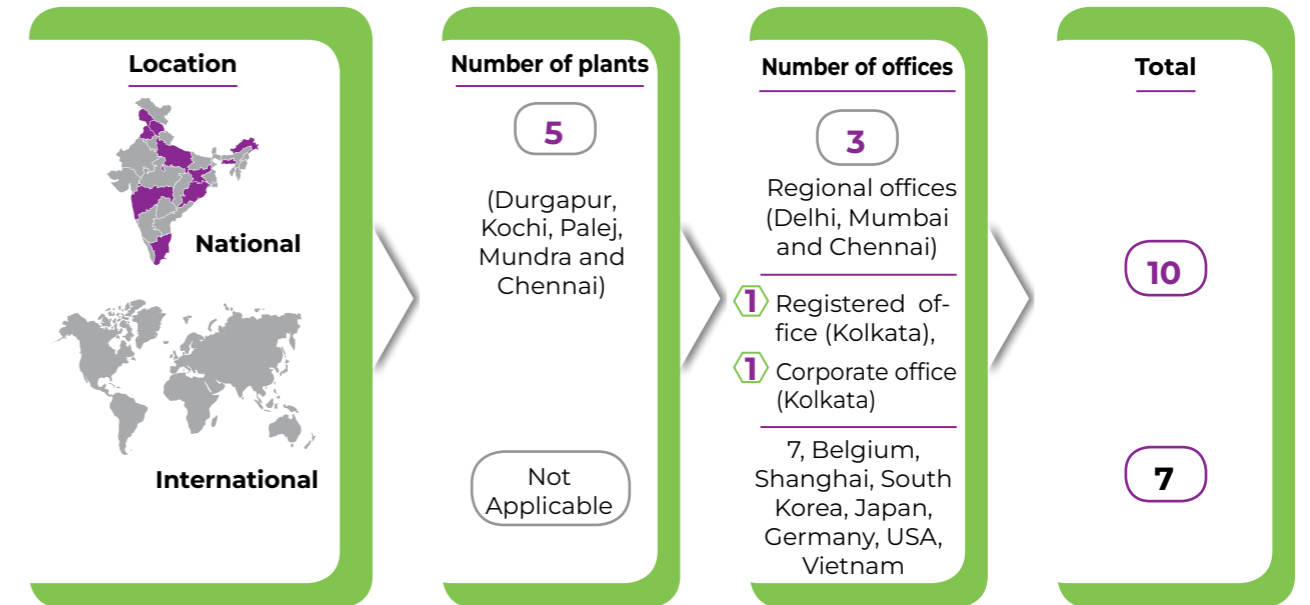 Location
National
International
Number of plants
5
(Durgapur,
Kochi, Palej,
Mundra and
Chennai)
Not
Applicable
Number of offices
3
Regional offices
(Delhi, Mumbai
and Chennai)
1 Registered of-
fice (Kolkata),
1 Corporate office
(Kolkata)
7, Belgium,
Shanghai, South
Korea, Japan,
Germany, USA,
Vietnam
Total
10
7